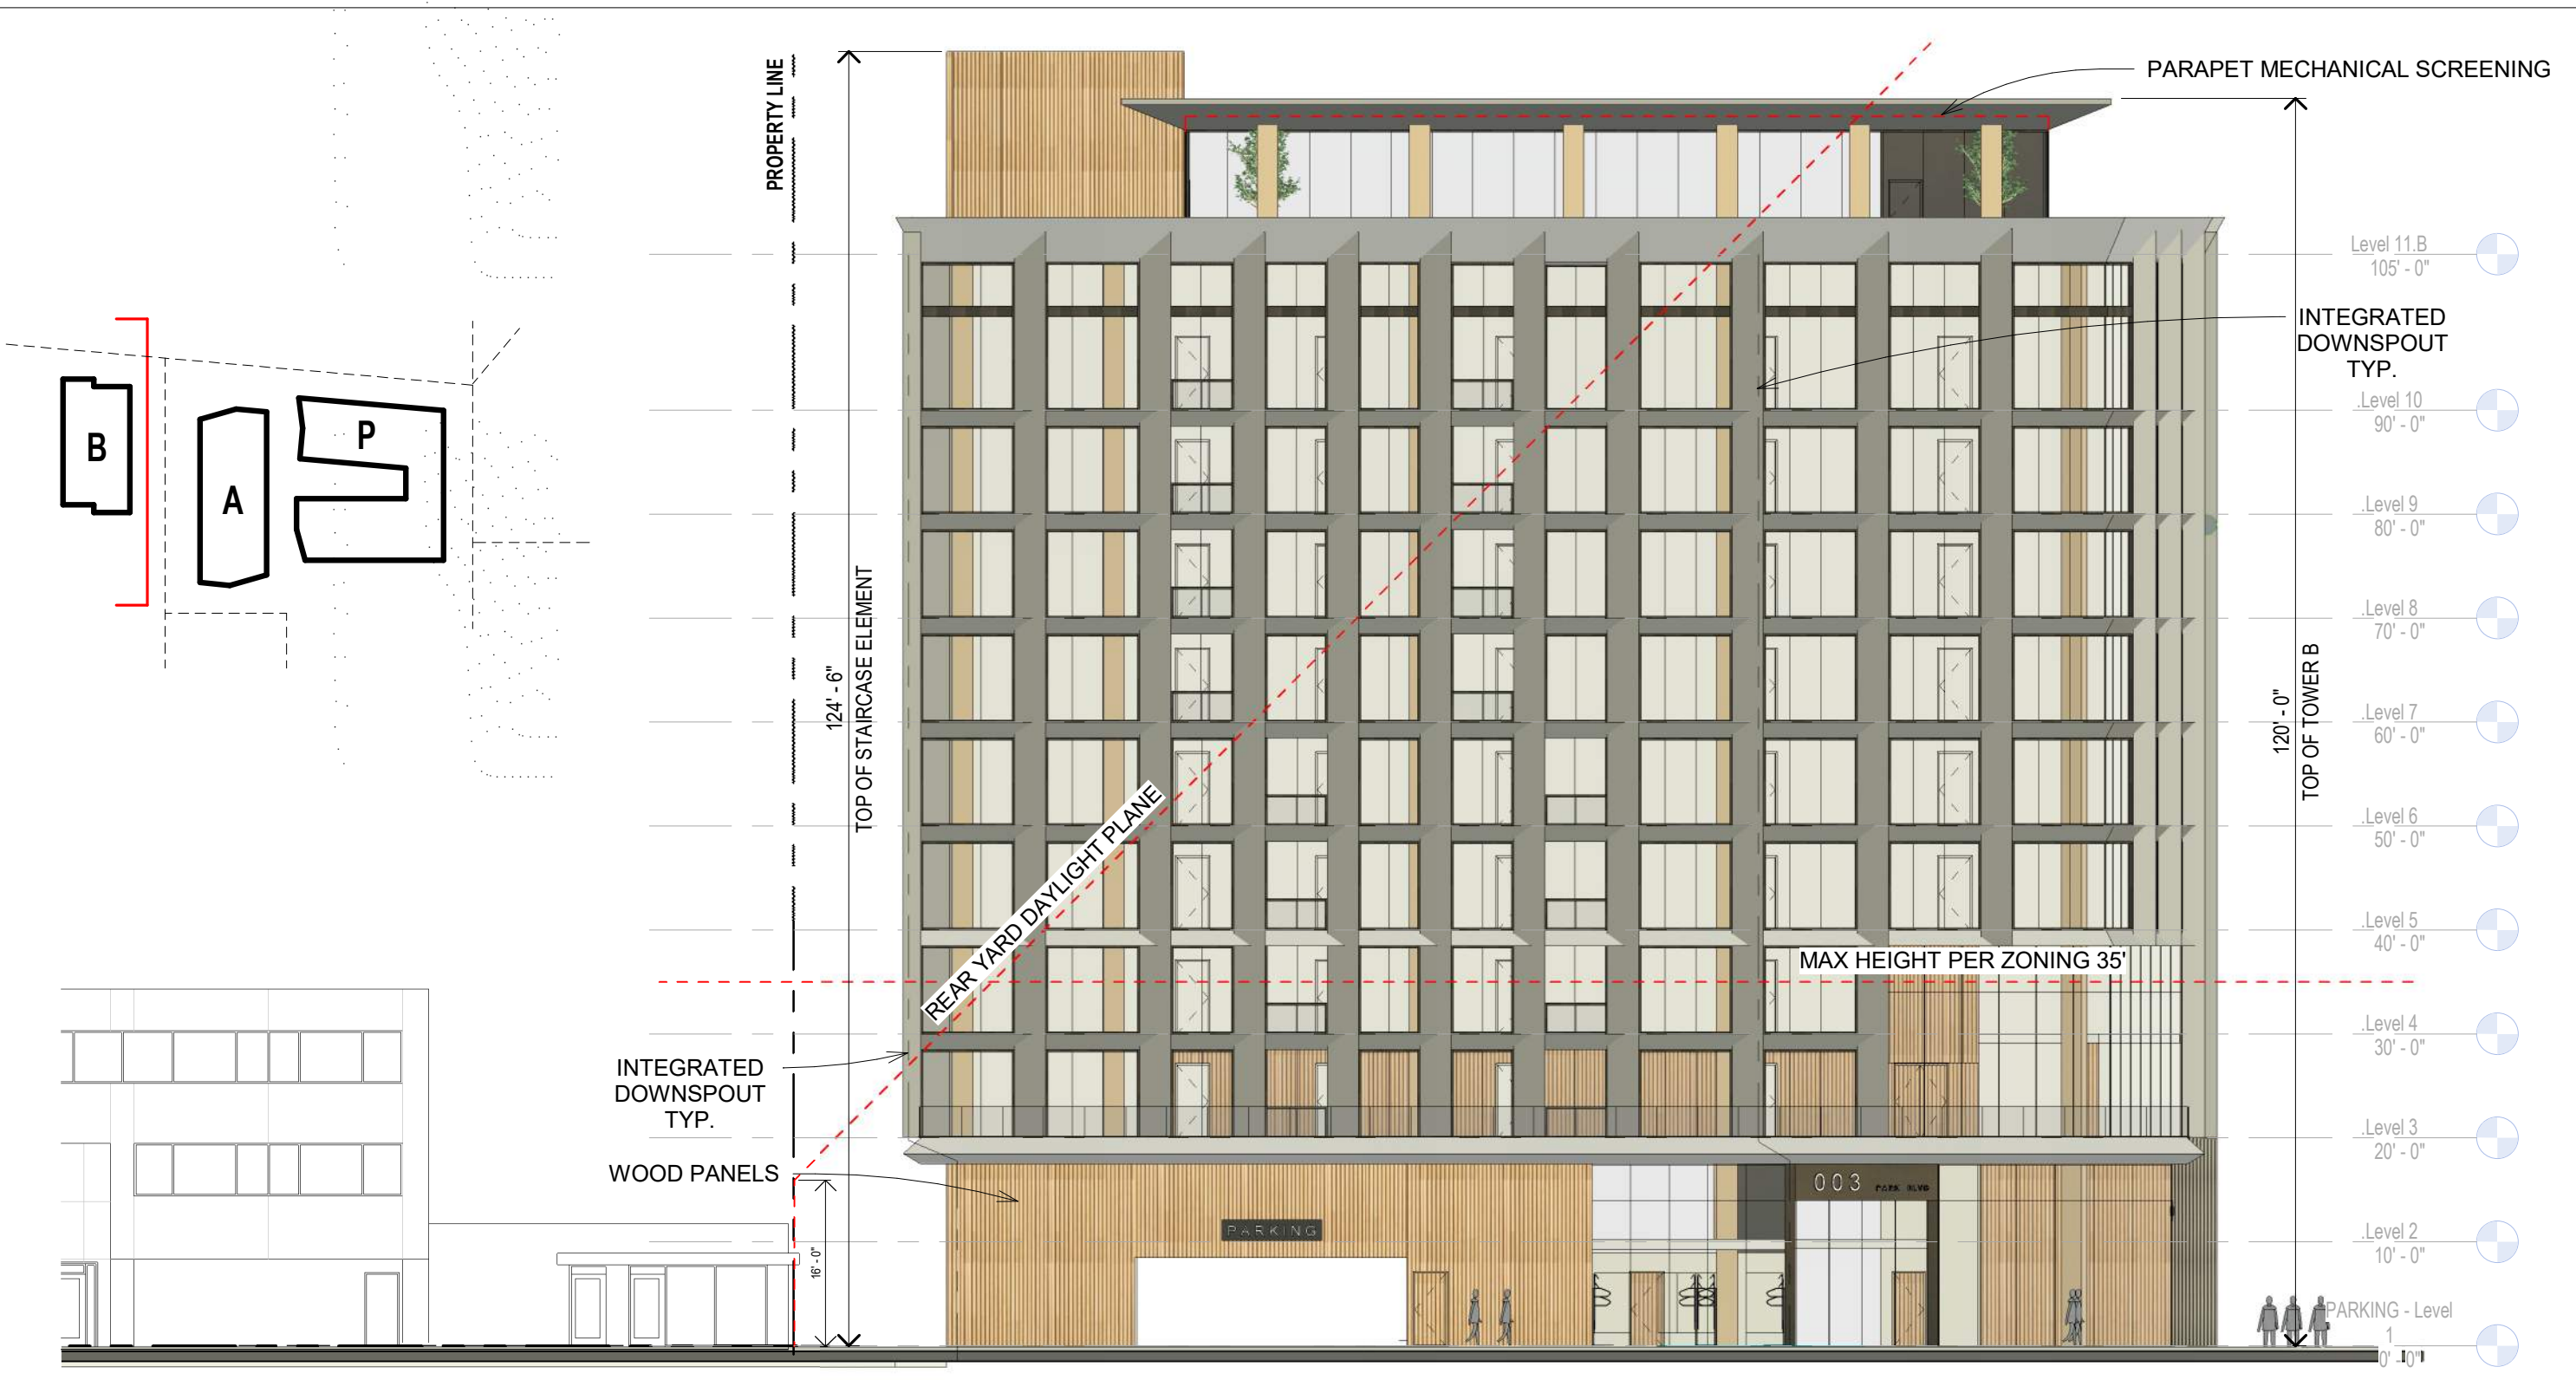 PROPERTY LINE
PARAPET MECHANICAL SCREENING
Level 11.B
105' - 0"
INTEGRATED
DOWNSPOUT
TYP.
.Level 10
90' - 0"
B
A
P
.Level 9
80' - 0"
.Level 8
70' - 0"
124' - 6"
TOP OF STAIRCASE ELEMENT
120' - 0"
TOP OF TOWER B
.Level 7
60' - 0"
.Level 6
50' - 0"
REAR YARD DAYLIGHT PLANE
.Level 5
40' - 0"
MAX HEIGHT PER ZONING 35'
.Level 4
30' - 0"
INTEGRATED
DOWNSPOUT
TYP.
.Level 3
20' - 0"
WOOD PANELS
003 PARK BLVD
PARKING
.Level 2
10' - 0"
16' - 0"
PARKING - Level
1
0' - 0"